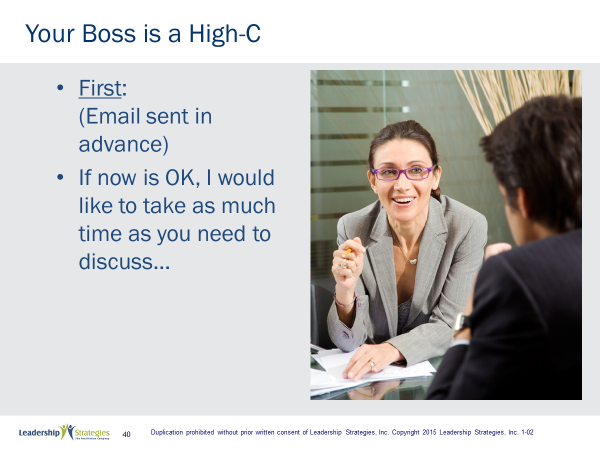 Your Boss is a High-C
• First:
(Email sent in
advance)
• If now is OK, I would
like to take as much
time as you need to
discuss...
Leadership Strategies
The Facilitation Company
40
Duplication prohibited without prior written consent of Leadership Strategies, Inc. Copyright 2015 Leadership Strategies, Inc. 1-02